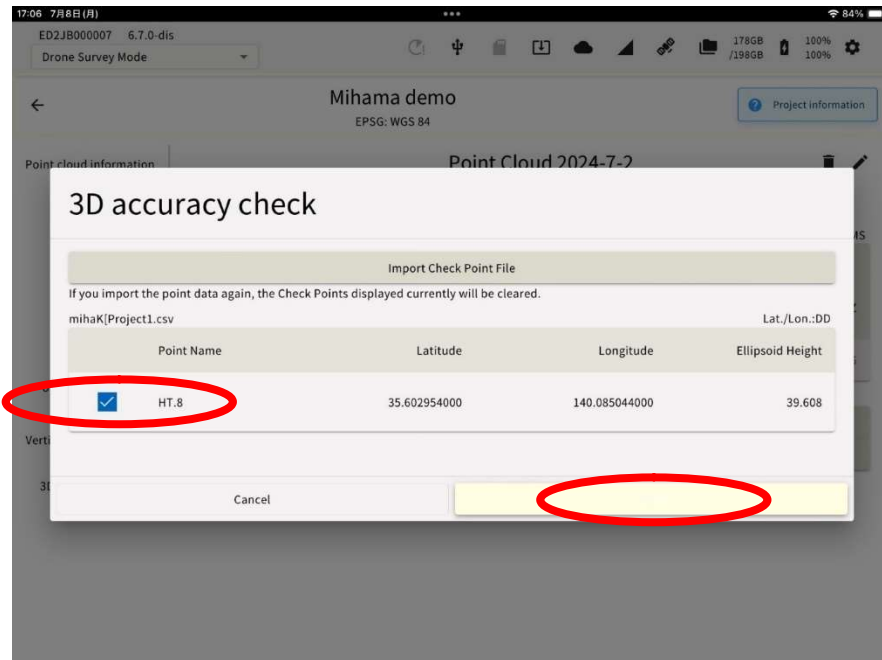 17:06 7月8日(月)
84%
ED2JB000007 6.7.0-dis
Drone Survey Mode
178GB
/198GB
100%
100%
Mihama demo
EPSG: WGS 84
Project information
Point cloud information
Point Cloud 2024-7-2
3D accuracy check
Import Check Point File
If you import the point data again, the Check Points displayed currently will be cleared.
mihaK[Project1.csv
Lat./Lon.:DD
Point Name Latitude Longitude Ellipsoid Height
HT.8 35.602954000 140.085044000 39.608
Verti
Cancel